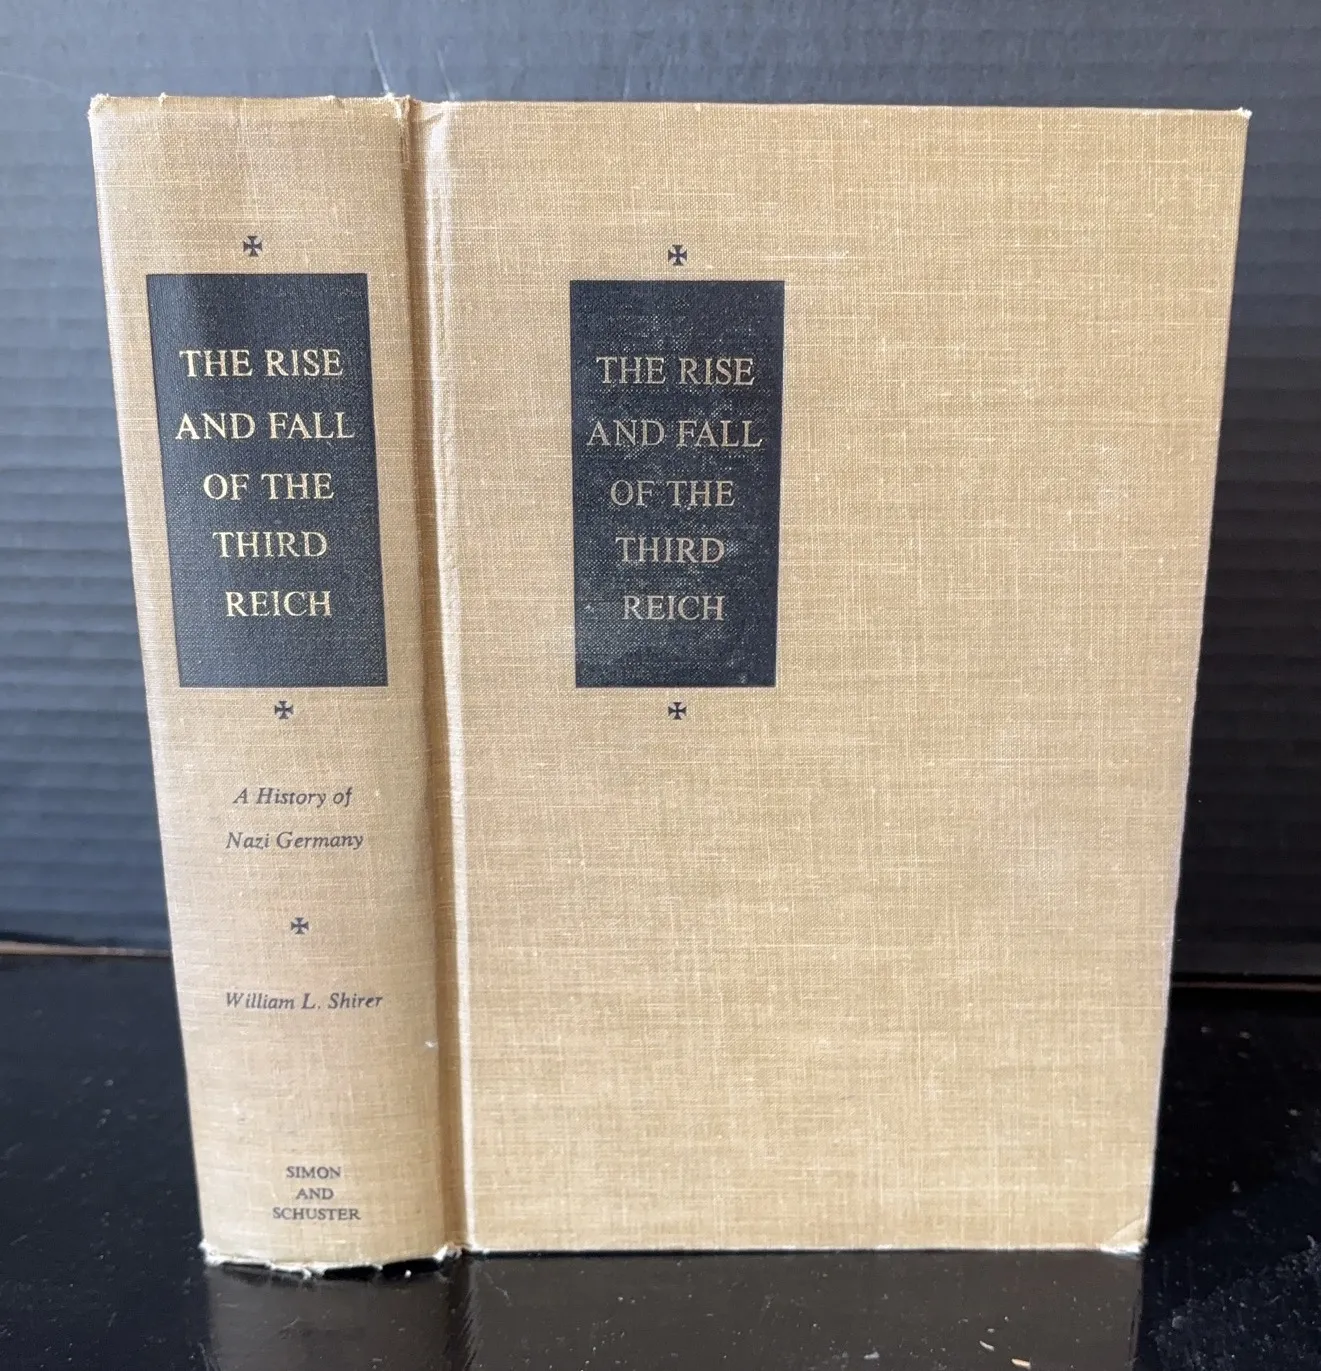 THE RISE
AND FALL
OF THE
THIRD
REICH
A History of
Nazi Germany
William L. Shirer
SIMON
AND
SCHUSTER
THE RISE
AND FALL
OF THE
THIRD
REICH